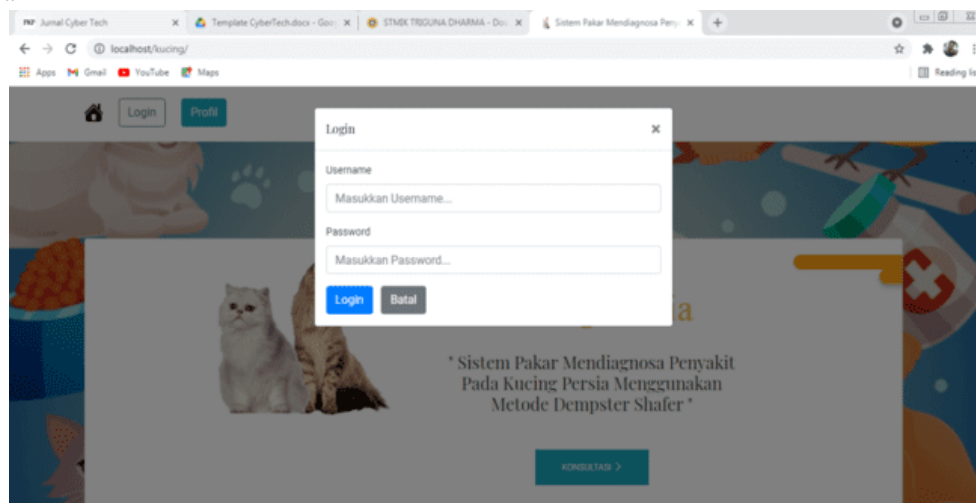 Jurnal Cyber Tech
Template CyberTech.docx - Goo
STMIK TRIGUNA DHARMA - Do
Sistem Pakar Mendiagnosa Peny
localhost/kucing/
Apps Gmail YouTube Maps
Reading lis
Login Profil
Login
Username
Masukkan Username...
Password
Masukkan Password...
Login Batal
ia
" Sistem Pakar Mendiagnosa Penyakit
Pada Kucing Persia Menggunakan
Metode Dempster Shafer "
KONSULTASI >